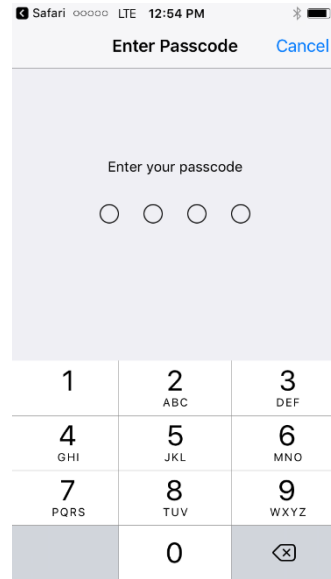 Safari LTE 12:54 PM
Enter Passcode Cancel
Enter your passcode
1 2 3
ABC DEF
4 5 6
GHI JKL MNO
7 8 9
PQRS TUV WXYZ
0